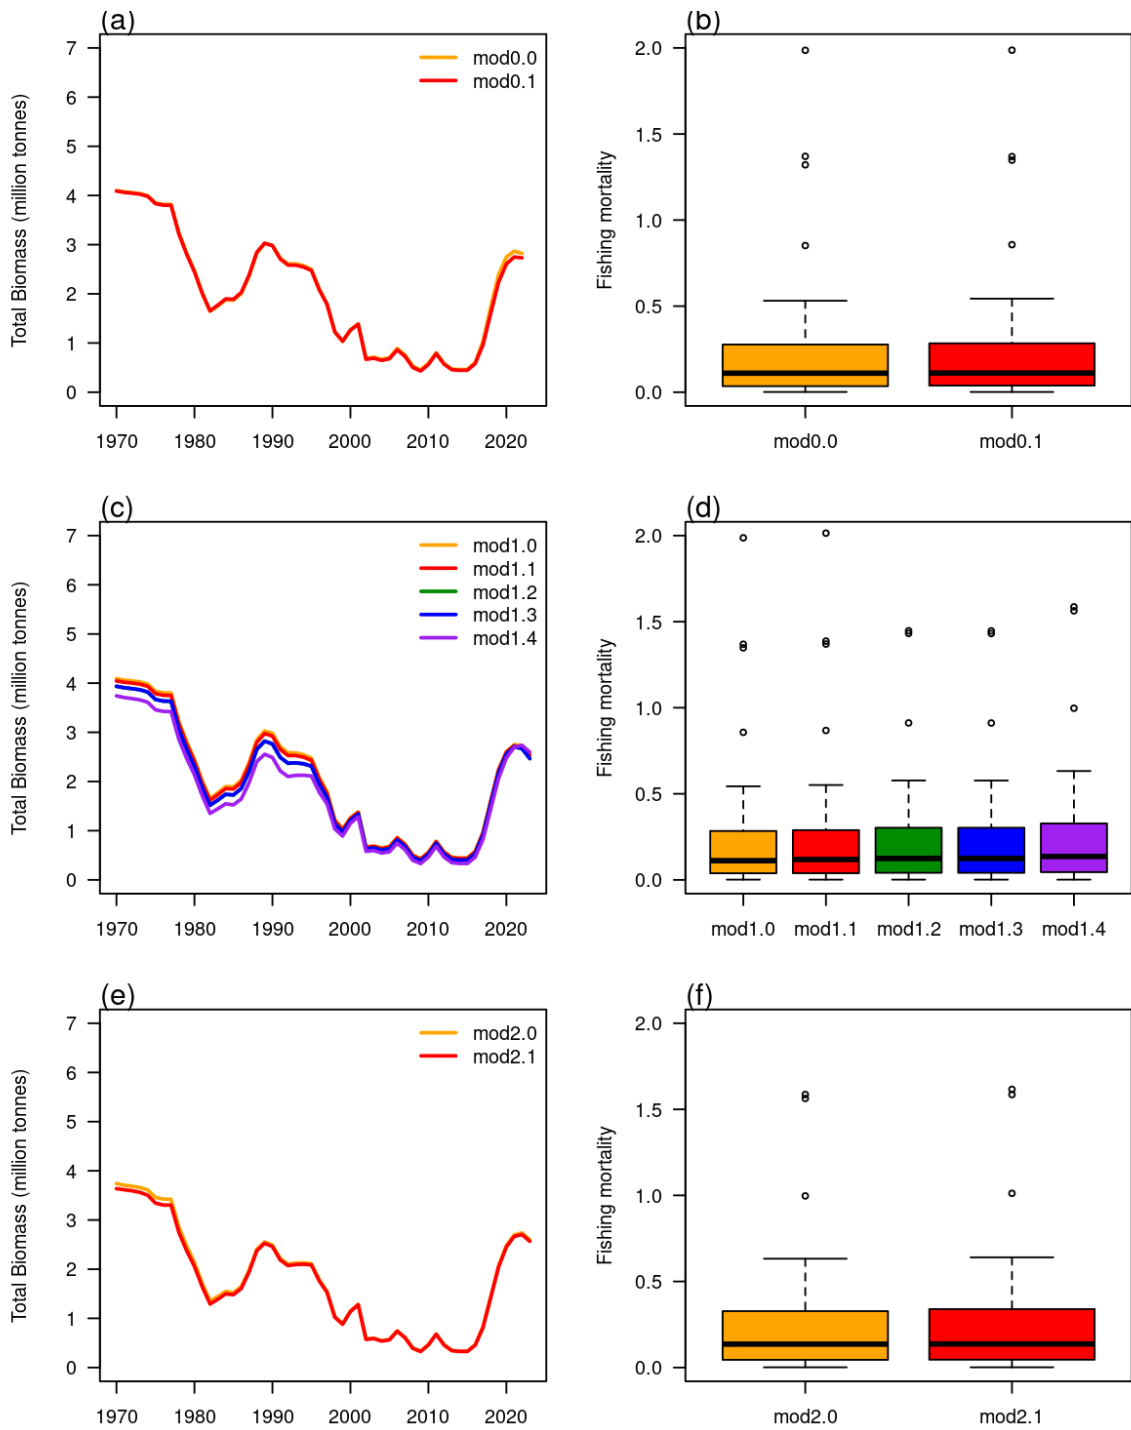 (a)
Total Biomass (million tonnes)
7
6
5
4
3
2
1
0
1970 1980 1990 2000 2010 2020
mod0.0
mod0.1
(b)
Fishing mortality
2.0
1.5
1.0
0.5
0.0
mod0.0 mod0.1
(c)
Total Biomass (million tonnes)
7
6
5
4
3
2
1
0
1970 1980 1990 2000 2010 2020
mod1.0
mod1.1
mod1.2
mod1.3
mod1.4
(d)
Fishing mortality
2.0
1.5
1.0
0.5
0.0
mod1.0 mod1.1 mod1.2 mod1.3 mod1.4
(e)
Total Biomass (million tonnes)
7
6
5
4
3
2
1
0
1970 1980 1990 2000 2010 2020
mod2.0
mod2.1
(f)
Fishing mortality
2.0
1.5
1.0
0.5
0.0
mod2.0 mod2.1